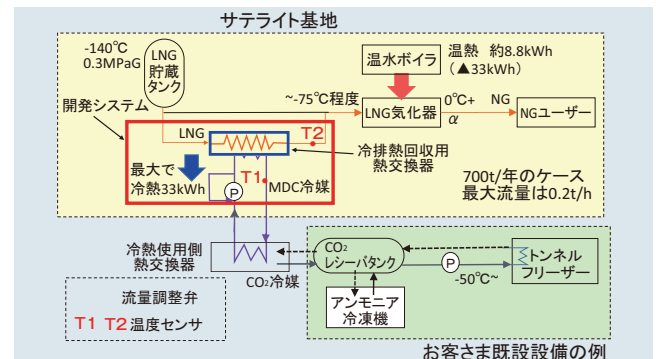 サテライト基地
-140℃
0.3MPaG
LNG
貯蔵
タンク
開発システム
温水ボイラ
温熱 約8.8kWh
（▲33kWh）
~-75℃程度
LNG気化器
0℃+
α
NG
NGユーザー
LNG
T2
冷排熱回収用
熱交換器
最大で
冷熱33kWh
T1
P
MDC冷媒
700t/年のケース
最大流量は0.2t/h
冷熱使用側
熱交換器
CO₂冷媒
CO₂
レシーバタンク
P
-50℃~
トンネル
フリーザー
アンモニア
冷凍機
流量調整弁
T1 T2 温度センサ
お客さま既設設備の例